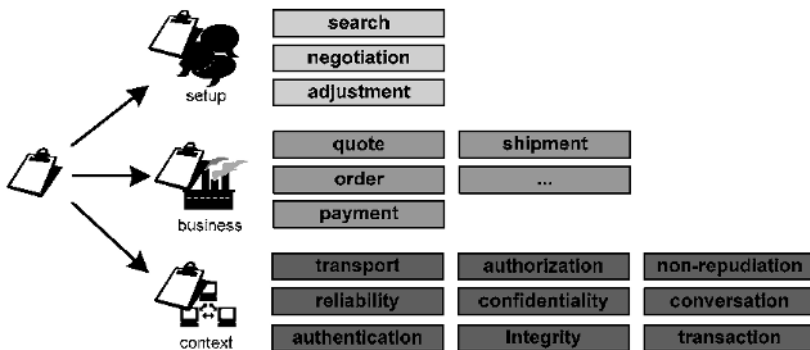 search
negotiation
adjustment
setup
quote shipment
order ...
payment
business
transport authorization non-repudiation
reliability confidentiality conversation
authentication Integrity transaction
context